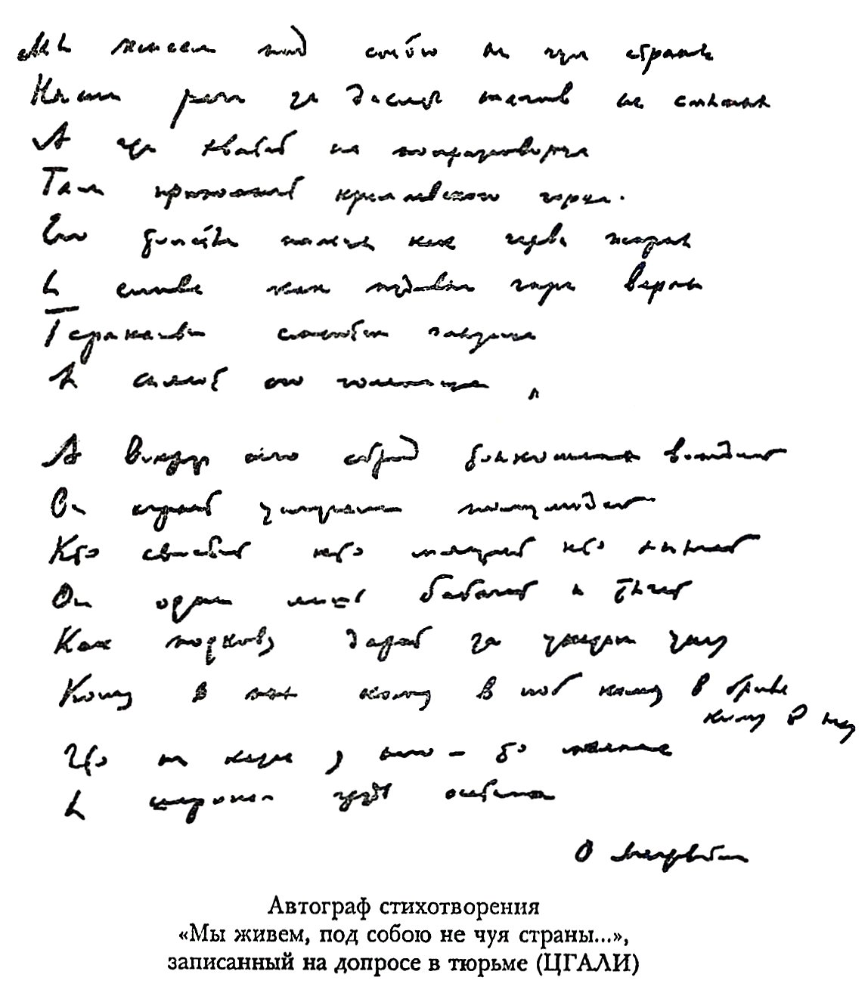 Мы живем под собою не чуя страны
Наши речи за десять шагов не слышны
А где хватит на полразговорца
Там припомнят кремлевского горца.
Его толстые пальцы как черви жирны
И слова как пудовые гири верны
Тараканьи смеются глазища
И сияют его голенища
А вокруг его сброд тонкошеих вождей
Он играет услугами полулюдей
Кто свистит кто мяучит кто хнычет
Он один лишь бабачит и тычет
Как подкову дарит за указом указ
Кому в пах кому в лоб кому в бровь
кому в глаз
Что ни казнь у него – то малина
И широкая грудь осетина
О Мандельштам
Автограф стихотворения
«Мы живем, под собою не чуя страны...»,
записанный на допросе в тюрьме (ЦГАЛИ)